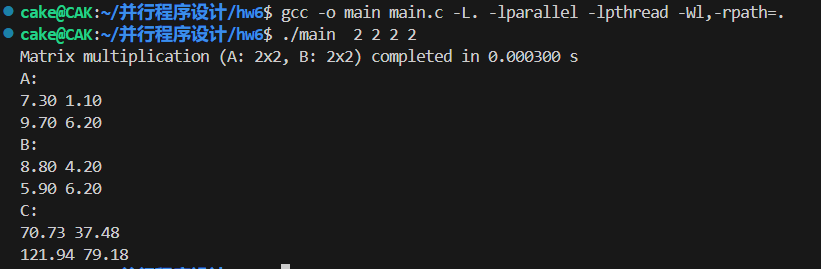 cake@CAK:~/并行程序设计/hw6$ gcc -o main main.c -L. -lparallel -lpthread -Wl,-rpath=.
cake@CAK:~/并行程序设计/hw6$ ./main  2 2 2 2
Matrix multiplication (A: 2x2, B: 2x2) completed in 0.000300 s
A:
7.30 1.10
9.70 6.20
B:
8.80 4.20
5.90 6.20
C:
70.73 37.48
121.94 79.18